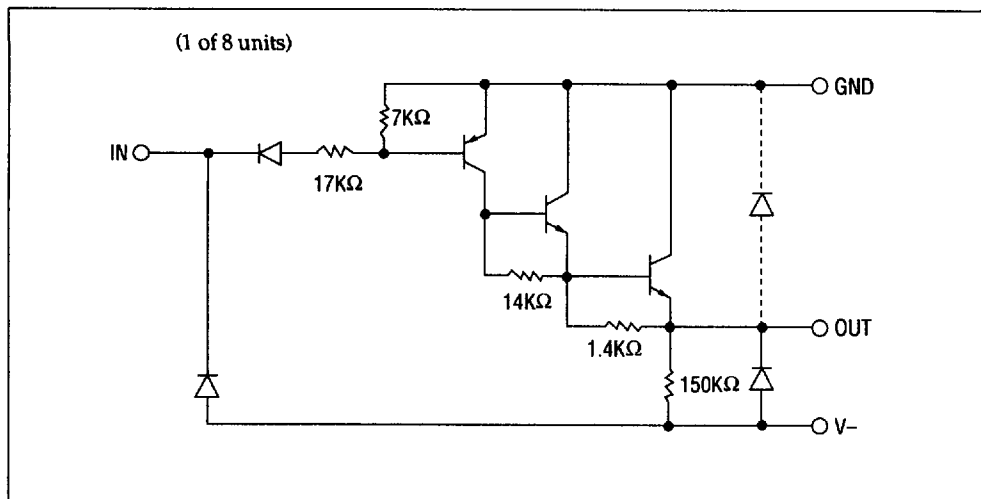 (1 of 8 units)
GND
7KΩ
IN
17KΩ
14KΩ
OUT
1.4KΩ
150KΩ
V–